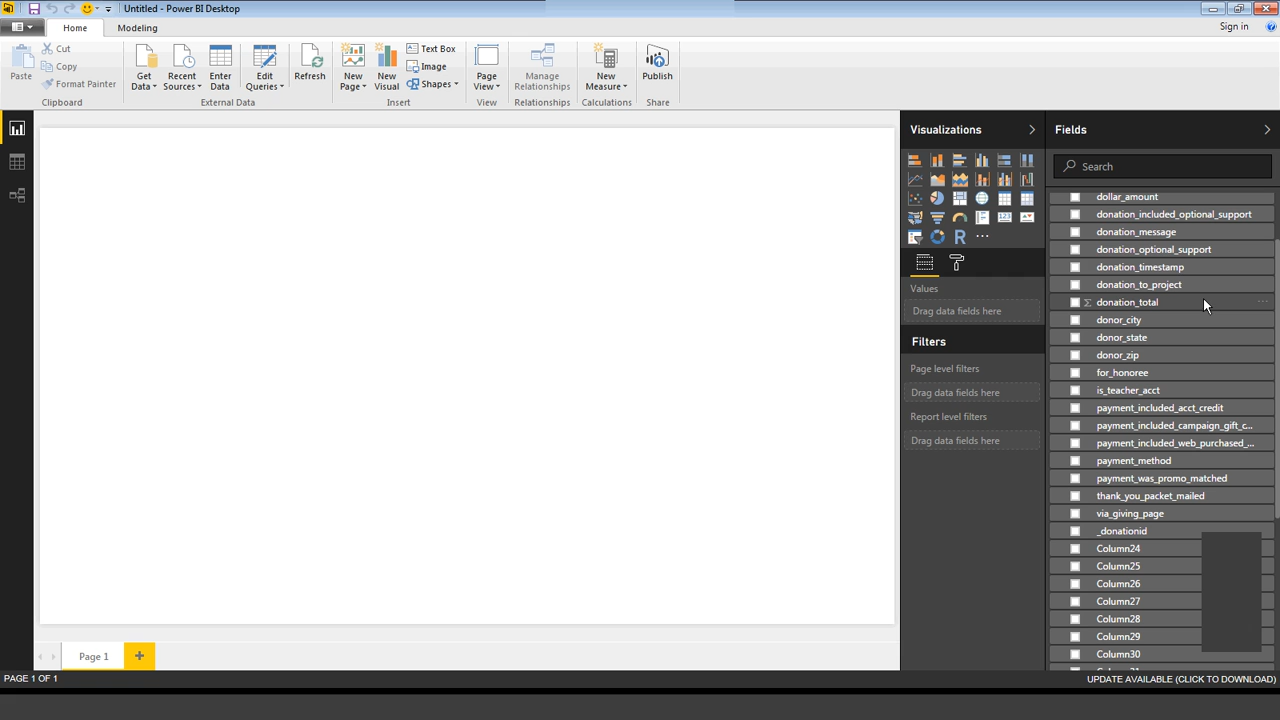 Untitled - Power BI Desktop
Home
Modeling
Sign in
Paste
Cut
Copy
Format Painter
Clipboard
Get Data
Recent Sources
Enter Data
Edit Queries
Refresh
External Data
New Page
New Visual
Text Box
Image
Shapes
Insert
Page View
View
Manage Relationships
Relationships
New Measure
Calculations
Publish
Share
Visualizations
R
Values
Drag data fields here
Filters
Page level filters
Drag data fields here
Report level filters
Drag data fields here
Fields
Search
dollar_amount
donation_included_optional_support
donation_message
donation_optional_support
donation_timestamp
donation_to_project
Σ donation_total
donor_city
donor_state
donor_zip
for_honoree
is_teacher_acct
payment_included_acct_credit
payment_included_campaign_gift_c...
payment_included_web_purchased_...
payment_method
payment_was_promo_matched
thank_you_packet_mailed
via_giving_page
_donationid
Column24
Column25
Column26
Column27
Column28
Column29
Column30
Page 1
PAGE 1 OF 1
UPDATE AVAILABLE (CLICK TO DOWNLOAD)